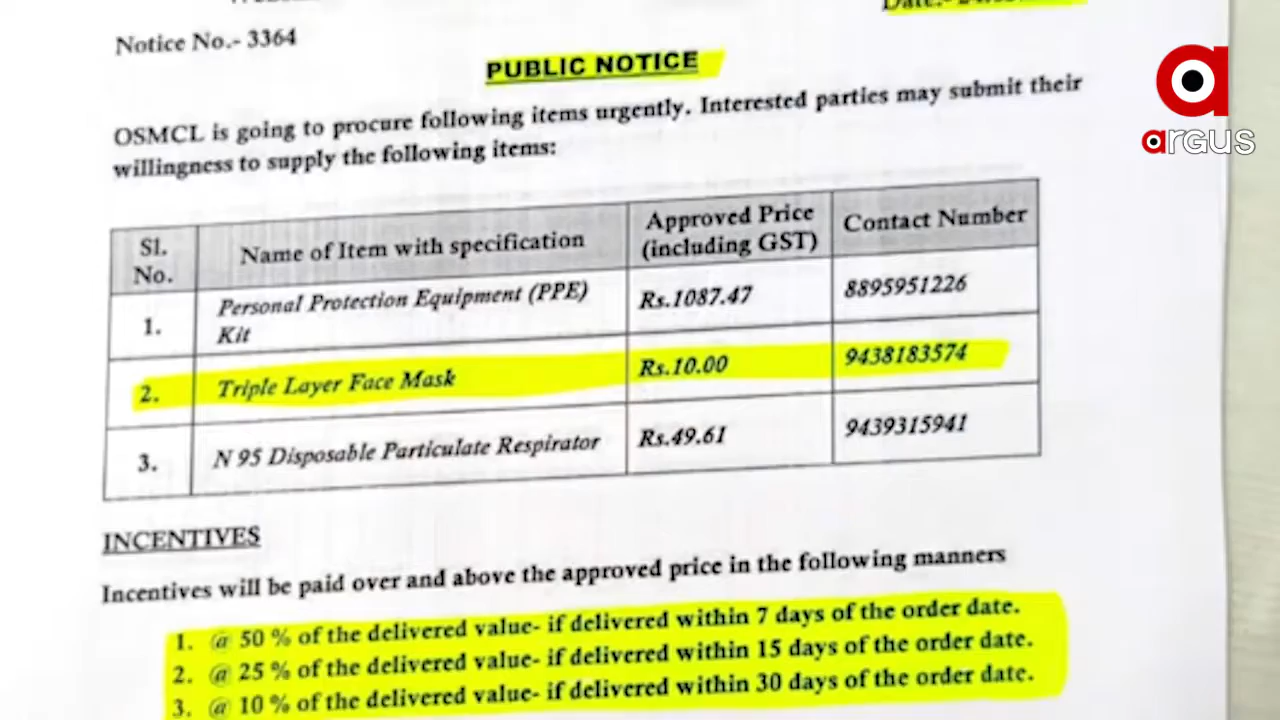 Notice No.- 3364
PUBLIC NOTICE
OSMCL is going to procure following items urgently. Interested parties may submit their
willingness to supply the following items:
Sl. No. Name of Item with specification Approved Price (including GST) Contact Number
1. Personal Protection Equipment (PPE) Kit Rs.1087.47 8895951226
2. Triple Layer Face Mask Rs.10.00 9438183574
3. N 95 Disposable Particulate Respirator Rs.49.61 9439315941
INCENTIVES
Incentives will be paid over and above the approved price in the following manners
1. @ 50 % of the delivered value- if delivered within 7 days of the order date.
2. @ 25 % of the delivered value- if delivered within 15 days of the order date.
3. @ 10 % of the delivered value- if delivered within 30 days of the order date.
a
argus